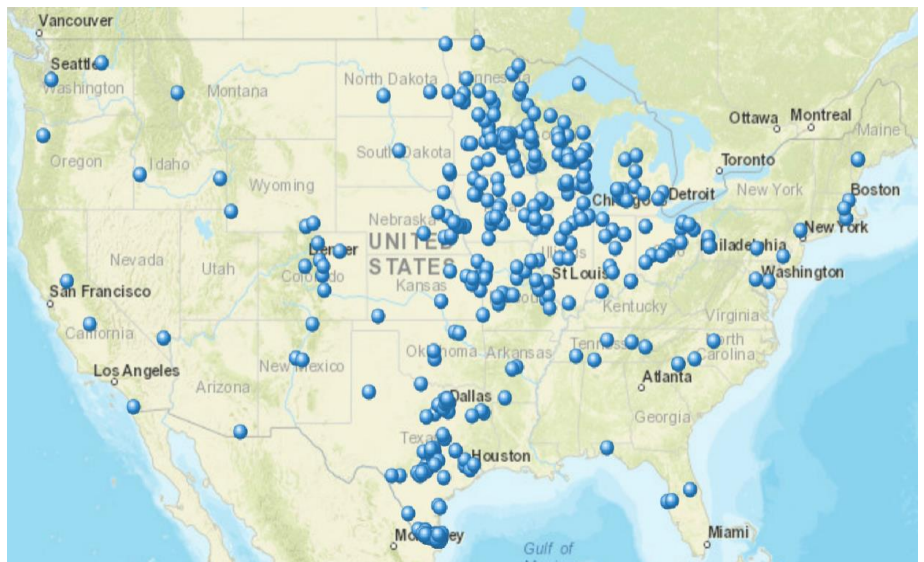 Vancouver
Seattle
Washington
Montana
North Dakota
Minnesota
Ottawa
Montreal
Maine
Oregon
Idaho
South Dakota
Toronto
Wyoming
Detroit
New York
Boston
Nebraska
Chicago
New York
Nevada
Utah
Denver
Colorado
UNITED
STATES
Kansas
Illinois
St Louis
Philadelphia
Washington
San Francisco
Kentucky
Virginia
California
Oklahoma
Arkansas
Tennessee
North
Carolina
Los Angeles
Arizona
New Mexico
Atlanta
Dallas
Georgia
Texas
Houston
Monterrey
Miami
Gulf of